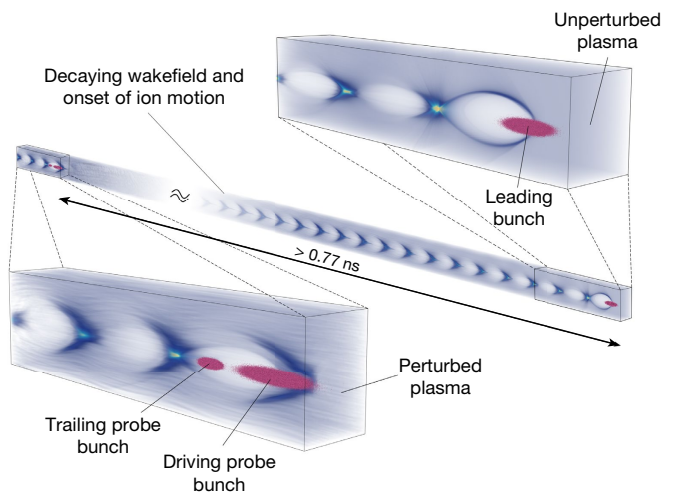 Unperturbed
plasma
Decaying wakefield and
onset of ion motion
Leading
bunch
≈
> 0.77 ns
Perturbed
plasma
Trailing probe
bunch
Driving probe
bunch